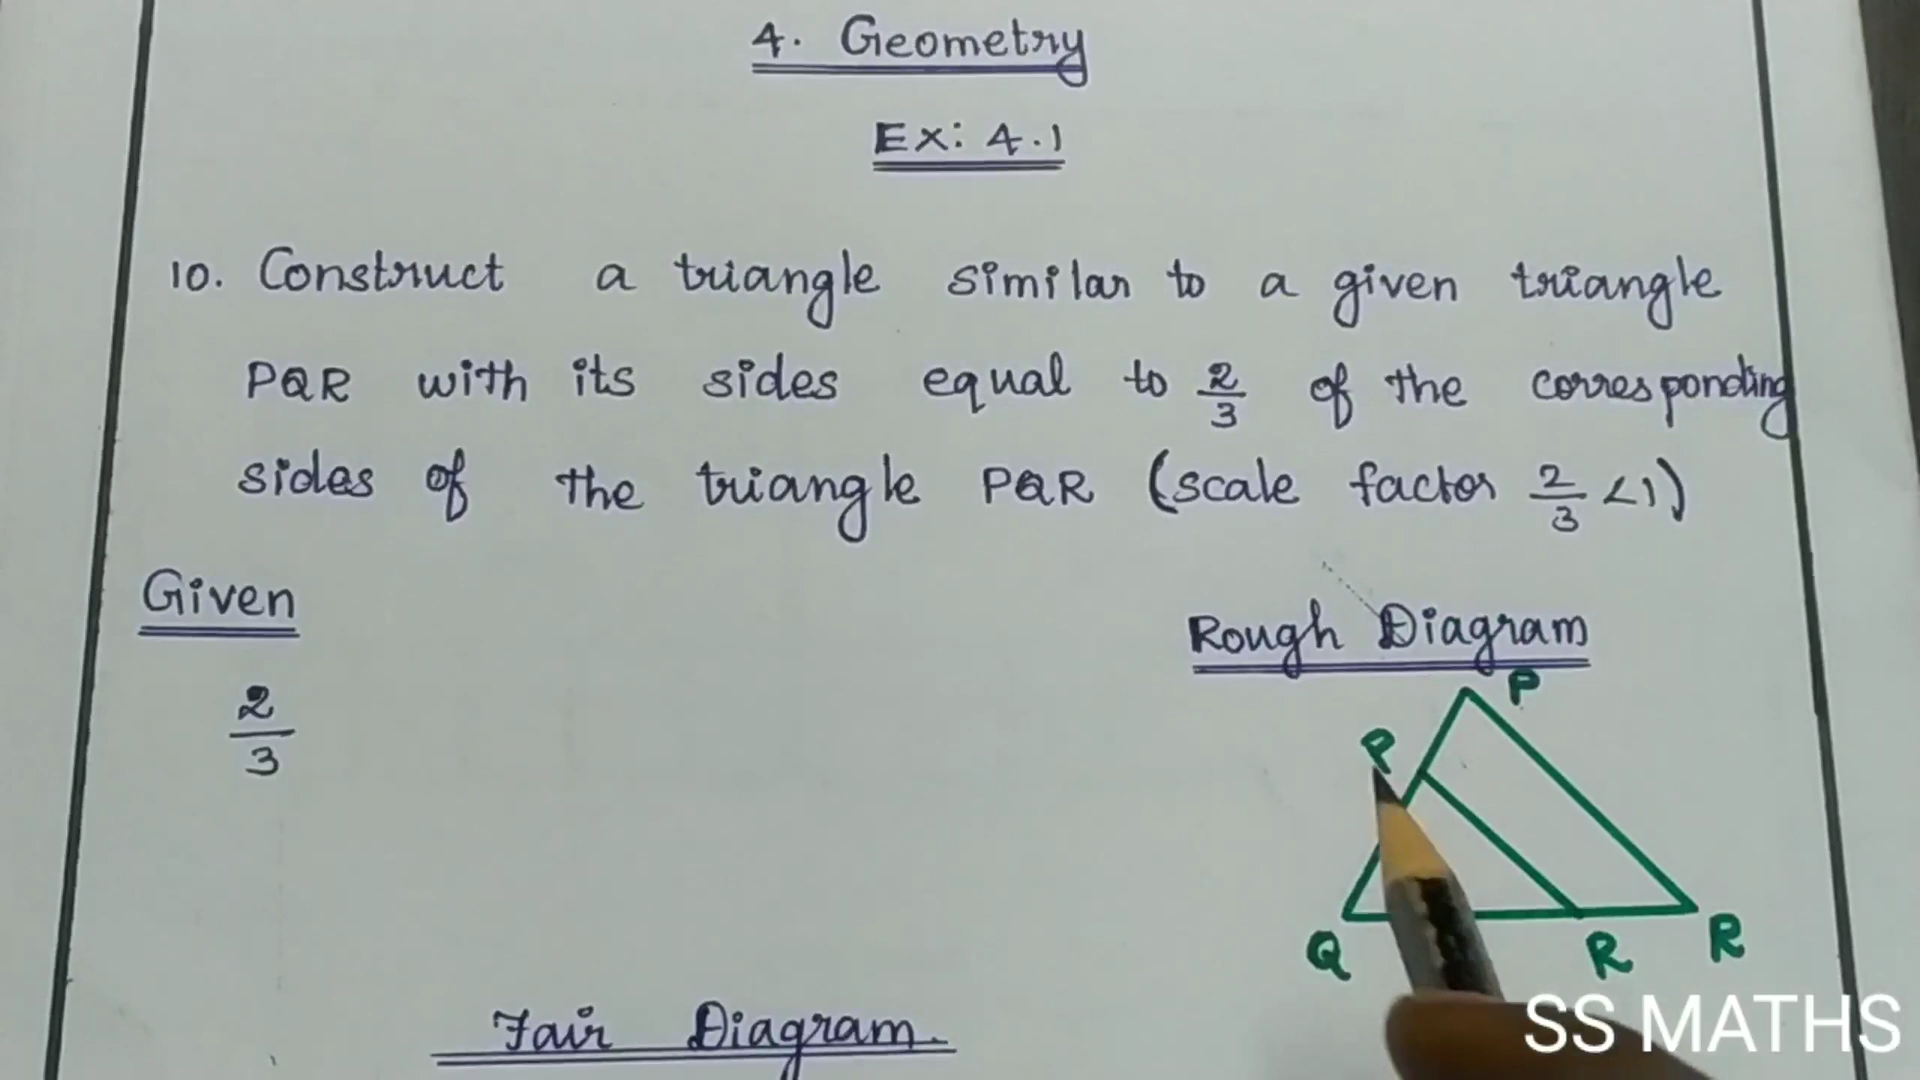 4. Geometry
Ex: 4.1
10. Construct a triangle similar to a given triangle
PQR with its sides equal to 2/3 of the corresponding
sides of the triangle PQR (scale factor 2/3 <1)
Given
2/3
Rough Diagram
P
P
Q
R
R
Fair Diagram.
SS MATHS